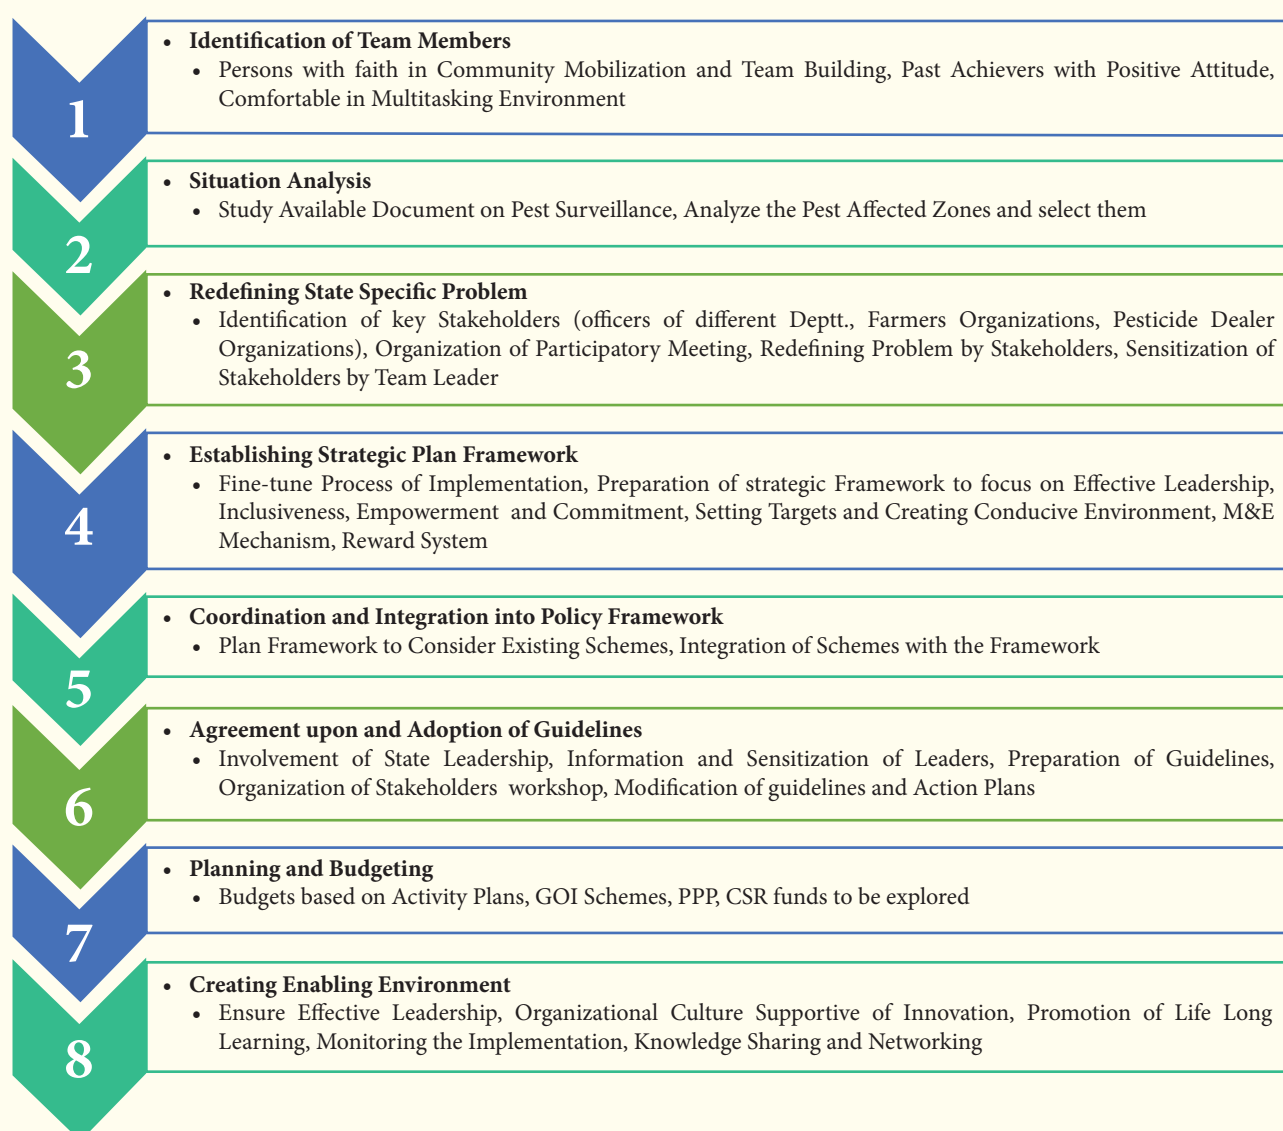 1
• Identification of Team Members
• Persons with faith in Community Mobilization and Team Building, Past Achievers with Positive Attitude,
Comfortable in Multitasking Environment
2
• Situation Analysis
• Study Available Document on Pest Surveillance, Analyze the Pest Affected Zones and select them
3
• Redefining State Specific Problem
• Identification of key Stakeholders (officers of different Deptt., Farmers Organizations, Pesticide Dealer
Organizations), Organization of Participatory Meeting, Redefining Problem by Stakeholders, Sensitization of
Stakeholders by Team Leader
4
• Establishing Strategic Plan Framework
• Fine-tune Process of Implementation, Preparation of strategic Framework to focus on Effective Leadership,
Inclusiveness, Empowerment and Commitment, Setting Targets and Creating Conducive Environment, M&E
Mechanism, Reward System
5
• Coordination and Integration into Policy Framework
• Plan Framework to Consider Existing Schemes, Integration of Schemes with the Framework
6
• Agreement upon and Adoption of Guidelines
• Involvement of State Leadership, Information and Sensitization of Leaders, Preparation of Guidelines,
Organization of Stakeholders workshop, Modification of guidelines and Action Plans
7
• Planning and Budgeting
• Budgets based on Activity Plans, GOI Schemes, PPP, CSR funds to be explored
8
• Creating Enabling Environment
• Ensure Effective Leadership, Organizational Culture Supportive of Innovation, Promotion of Life Long
Learning, Monitoring the Implementation, Knowledge Sharing and Networking